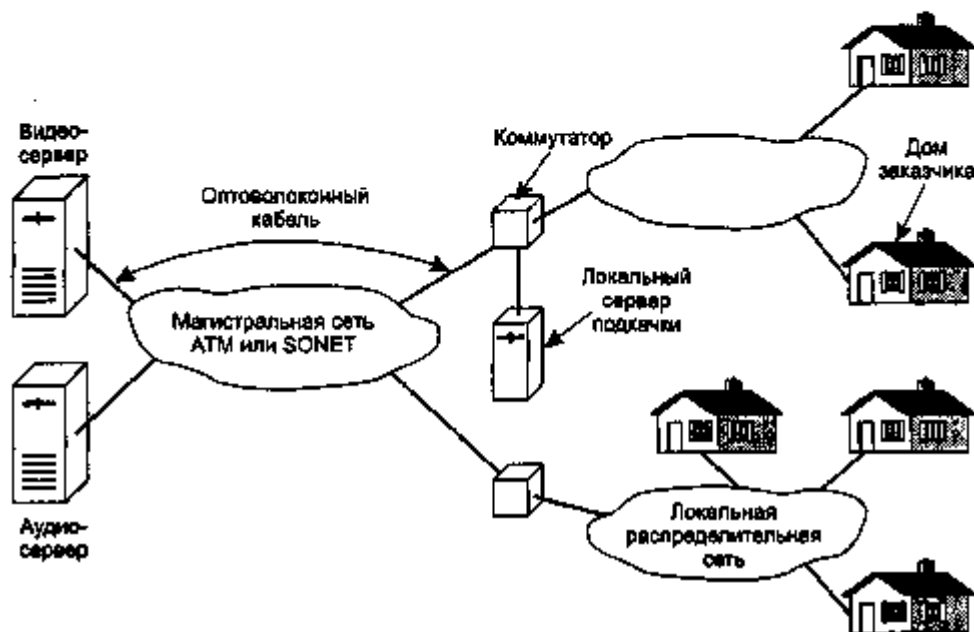 Видео-
сервер
Оптоволоконный
кабель
Коммутатор
Дом
заказчика
Локальный
сервер
подкачки
Магистральная сеть
ATM или SONET
Аудио-
сервер
Локальная
распределительная
сеть